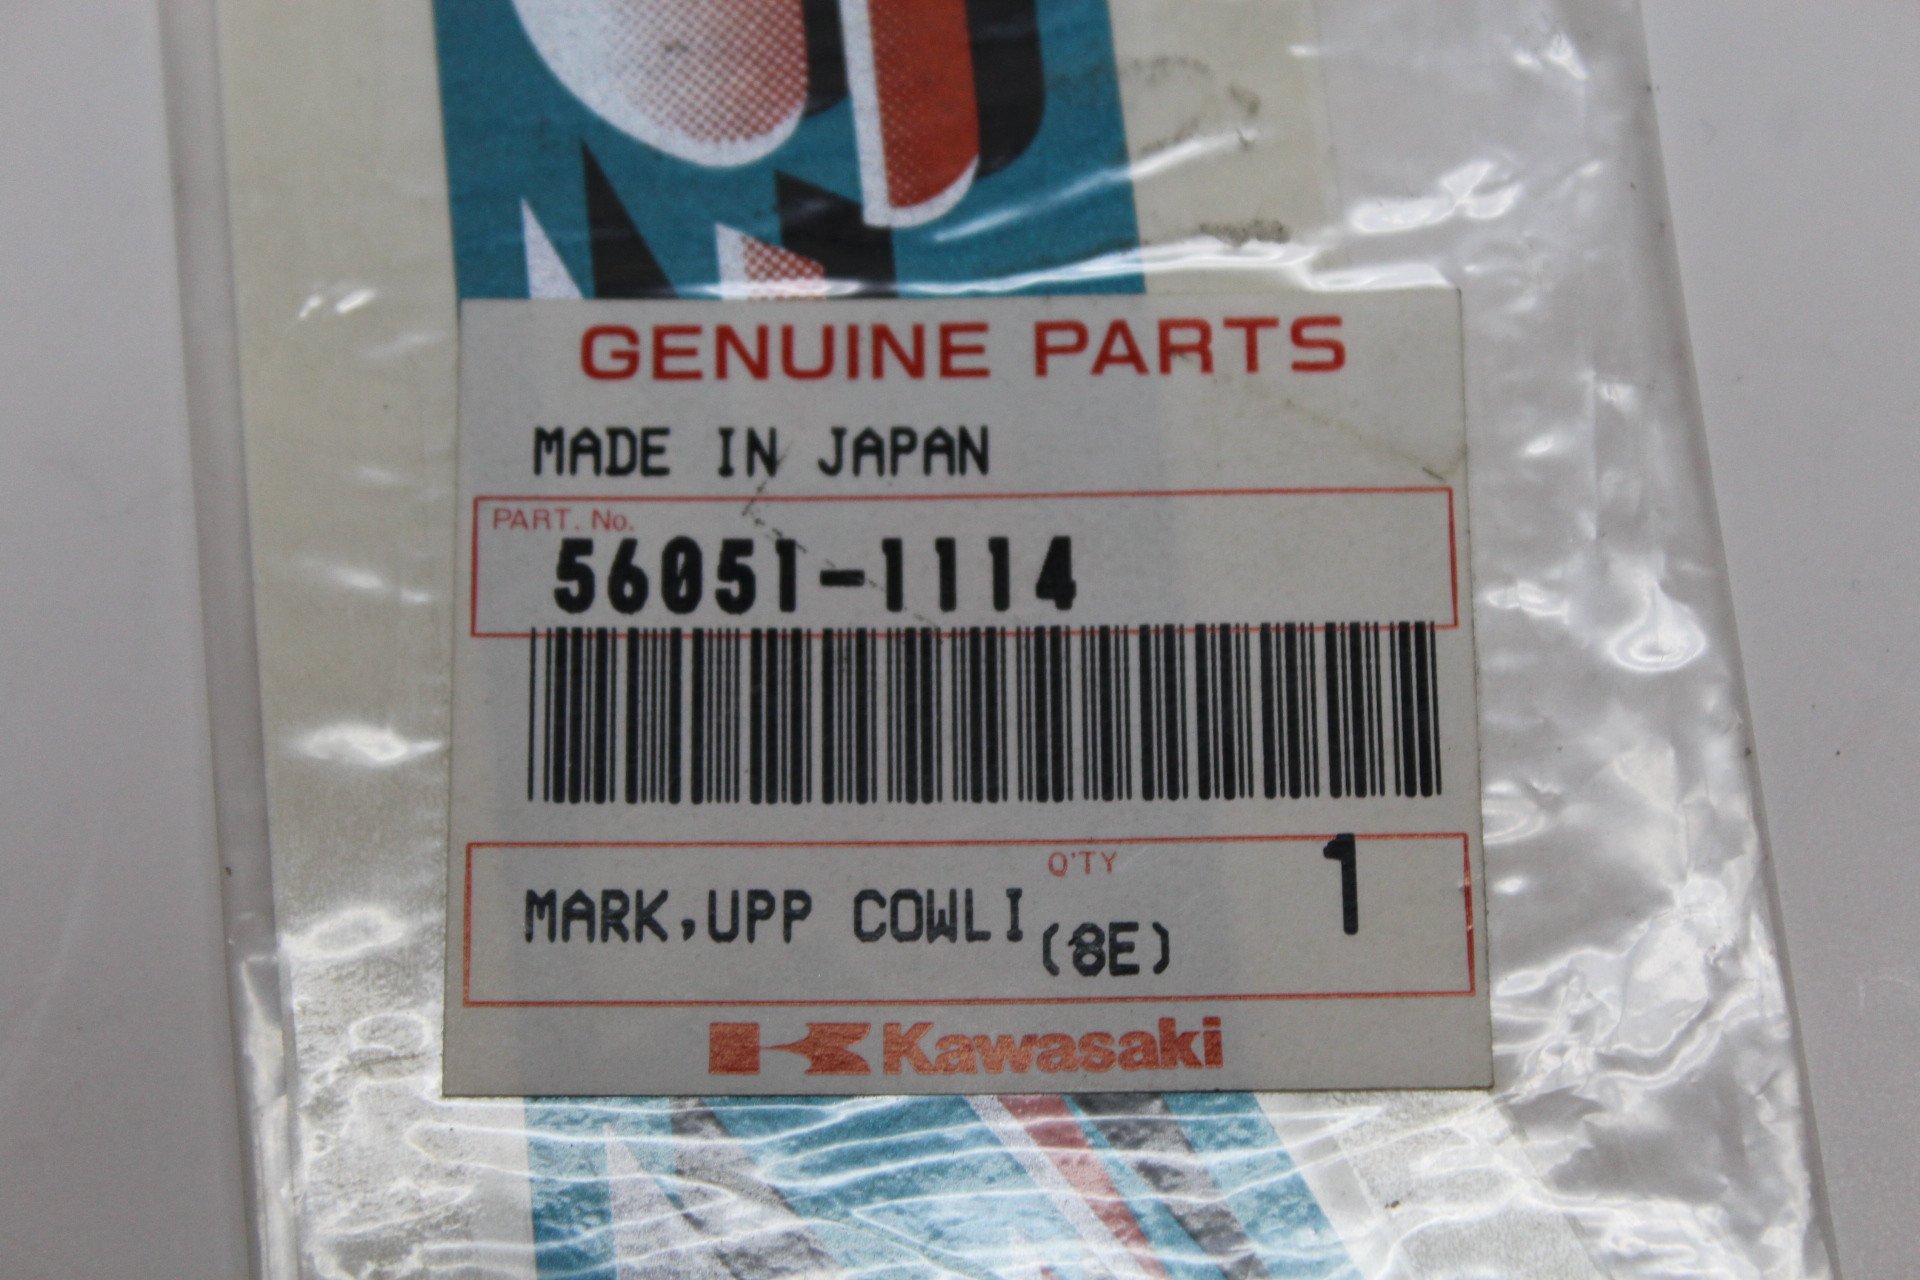 GENUINE PARTS
MADE IN JAPAN
PART. No.
56051-1114
Q'TY 1
MARK,UPP COWLI (8E)
Kawasaki